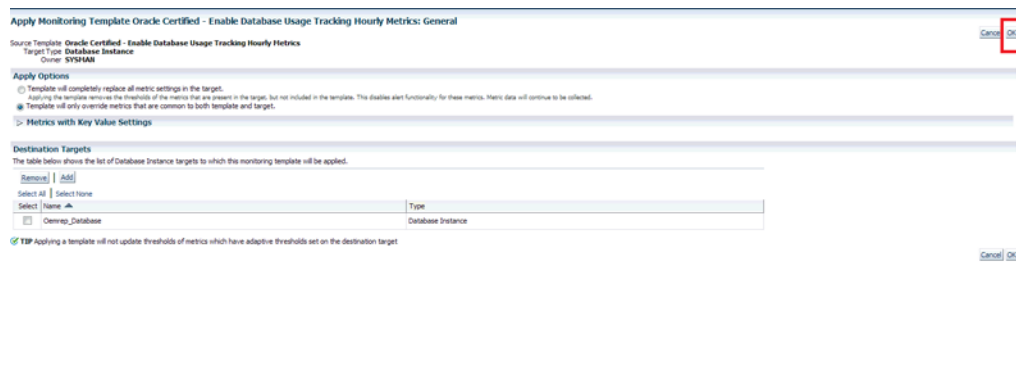 Apply Monitoring Template Oracle Certified - Enable Database Usage Tracking Hourly Metrics: General
Cancel OK
Source Template Oracle Certified - Enable Database Usage Tracking Hourly Metrics
Target Type Database Instance
Owner SYSMAN
Apply Options
Template will completely replace all metric settings in the target.
Applying the template removes the thresholds of the metrics that are present in the target, but not included in the template. This disables alert functionality for these metrics. Metric data will continue to be collected.
Template will only override metrics that are common to both template and target.
Metrics with Key Value Settings
Destination Targets
The table below shows the list of Database Instance targets to which this monitoring template will be applied.
Remove | Add
Select All | Select None
Select Name Type
Oemrep_Database Database Instance
TIP Applying a template will not update thresholds of metrics which have adaptive thresholds set on the destination target
Cancel OK